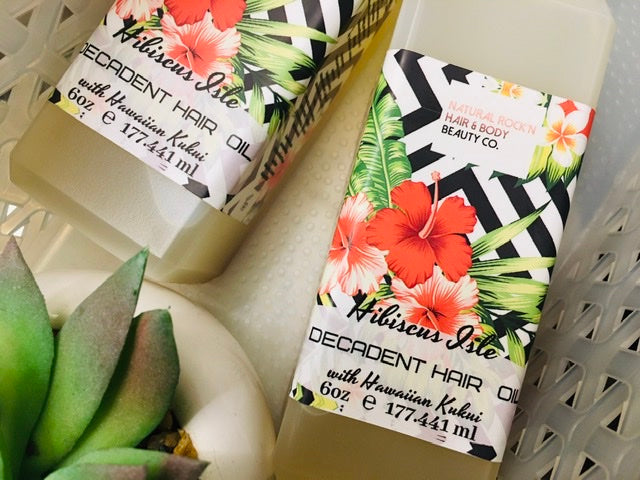 Hibiscus Isle
DECADENT HAIR OIL
with Hawaiian Kukui
6oz e 177.441 ml
NATURAL ROCK'N
HAIR & BODY
BEAUTY CO.
Hibiscus Isle
DECADENT HAIR OIL
with Hawaiian Kukui
6oz e 177.441 ml